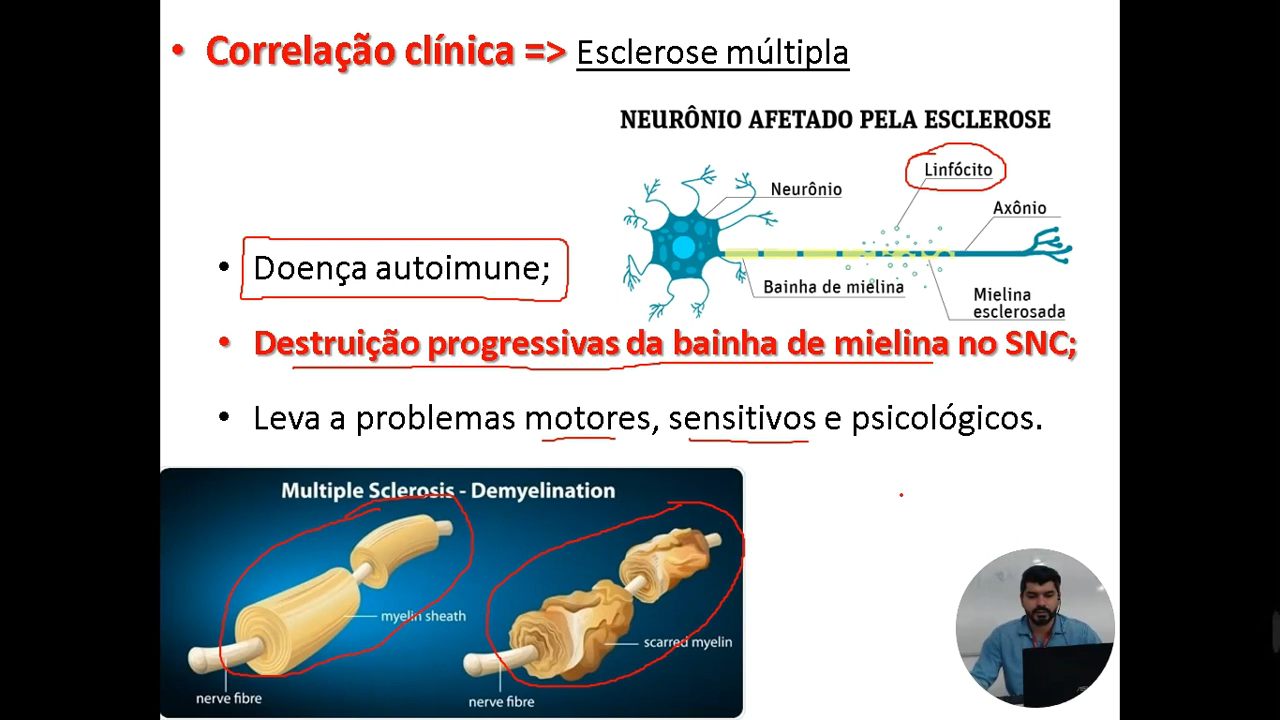 • Correlação clínica => Esclerose múltipla
NEURÔNIO AFETADO PELA ESCLEROSE
Linfócito
Neurônio
Axônio
• Doença autoimune;
Bainha de mielina
Mielina
esclerosada
• Destruição progressivas da bainha de mielina no SNC;
• Leva a problemas motores, sensitivos e psicológicos.
Multiple Sclerosis - Demyelination
myelin sheath
scarred myelin
nerve fibre
nerve fibre